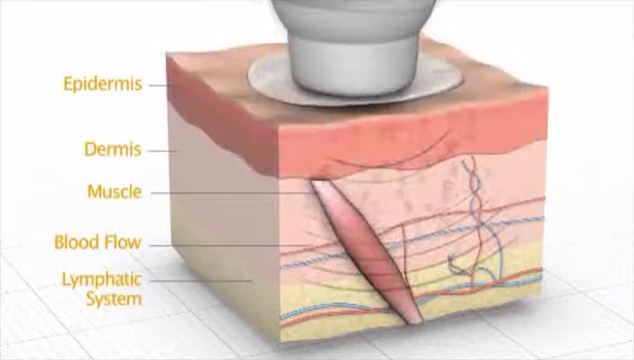 Epidermis
Dermis
Muscle
Blood Flow
Lymphatic
System